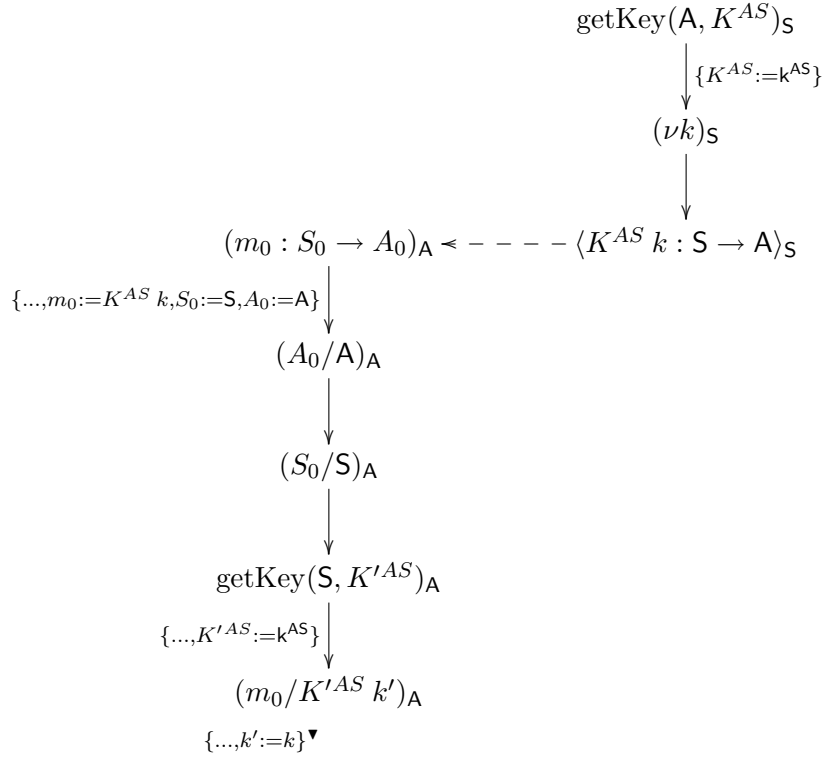 getKey(A, K^{AS})_S
{K^{AS}:=k^{AS}}
(νk)_S
(m_0 : S_0 → A_0)_A ⟨K^{AS} k : S → A⟩_S
{...,m_0:=K^{AS} k,S_0:=S,A_0:=A}
(A_0/A)_A
(S_0/S)_A
getKey(S, K'^{AS})_A
{...,K'^{AS}:=k^{AS}}
(m_0/K'^{AS} k')_A
{...,k':=k}▼